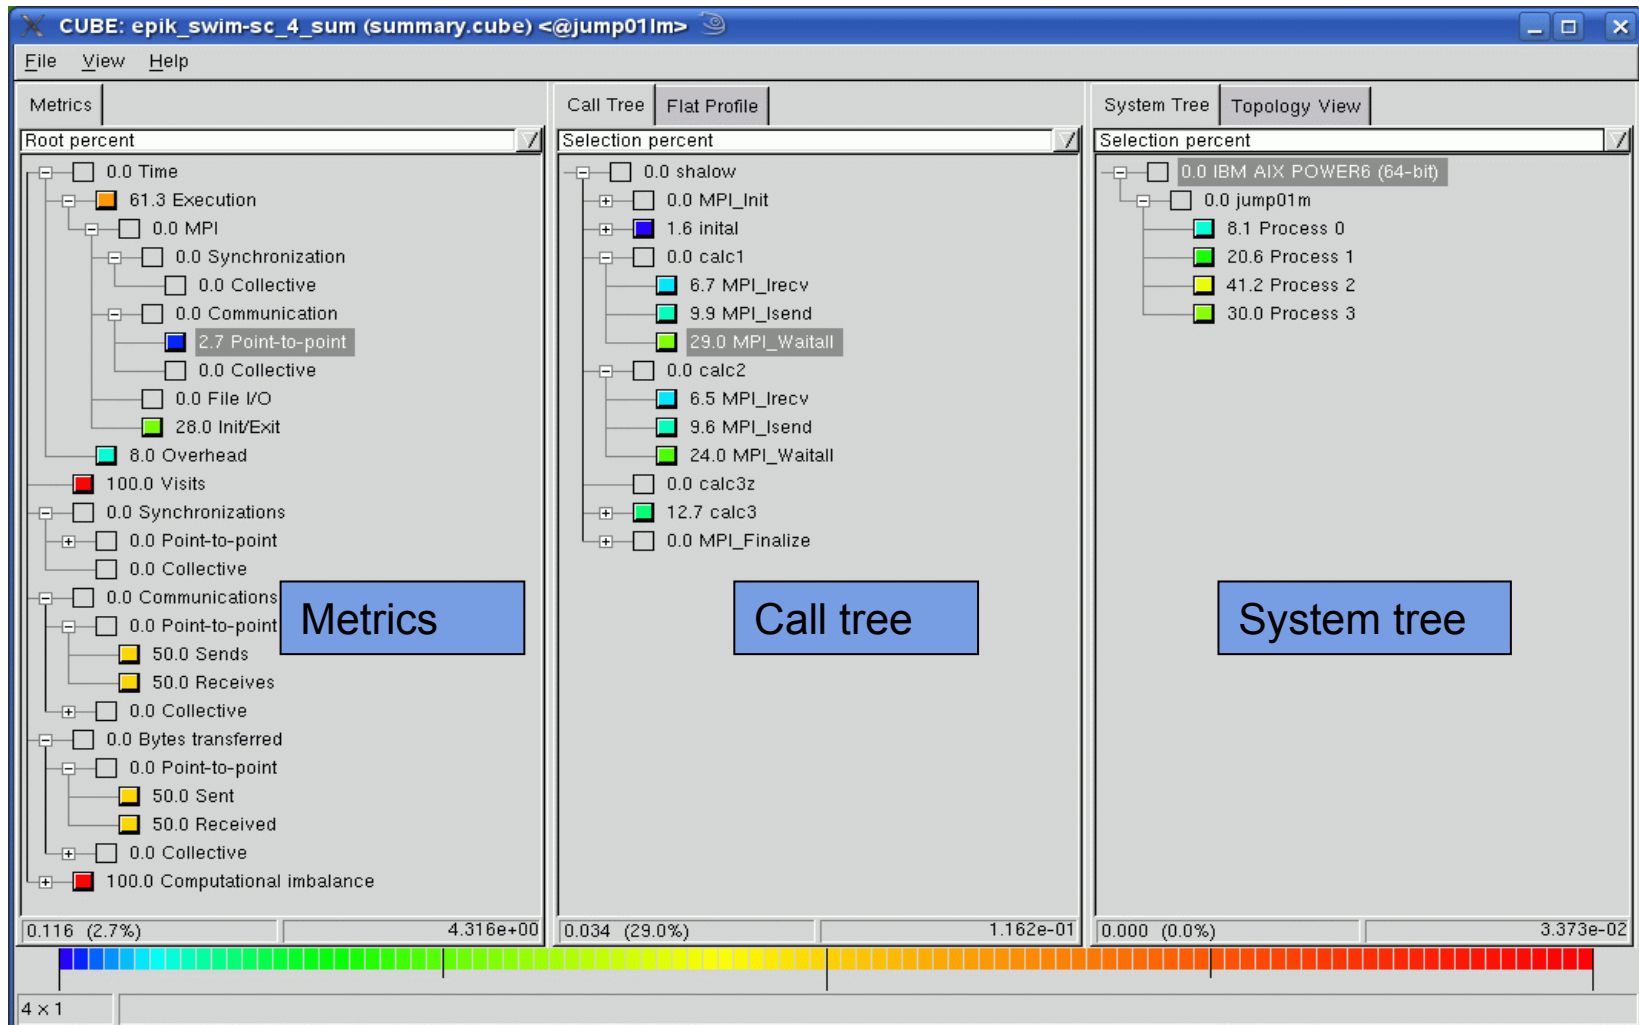 CUBE: epik_swim-sc_4_sum (summary.cube) <@jump01lm>
File View Help
Metrics
Root percent
0.0 Time
61.3 Execution
0.0 MPI
0.0 Synchronization
0.0 Collective
0.0 Communication
2.7 Point-to-point
0.0 Collective
0.0 File I/O
28.0 Init/Exit
8.0 Overhead
100.0 Visits
0.0 Synchronizations
0.0 Point-to-point
0.0 Collective
0.0 Communications
0.0 Point-to-point
50.0 Sends
50.0 Receives
0.0 Collective
0.0 Bytes transferred
0.0 Point-to-point
50.0 Sent
50.0 Received
0.0 Collective
100.0 Computational imbalance
Metrics
0.116 (2.7%) 4.316e+00
Call Tree Flat Profile
Selection percent
0.0 shalow
0.0 MPI_Init
1.6 inital
0.0 calc1
6.7 MPI_Irecv
9.9 MPI_Isend
29.0 MPI_Waitall
0.0 calc2
6.5 MPI_Irecv
9.6 MPI_Isend
24.0 MPI_Waitall
0.0 calc3z
12.7 calc3
0.0 MPI_Finalize
Call tree
0.034 (29.0%) 1.162e-01
System Tree Topology View
Selection percent
0.0 IBM AIX POWER6 (64-bit)
0.0 jump01m
8.1 Process 0
20.6 Process 1
41.2 Process 2
30.0 Process 3
System tree
0.000 (0.0%) 3.373e-02
4 × 1